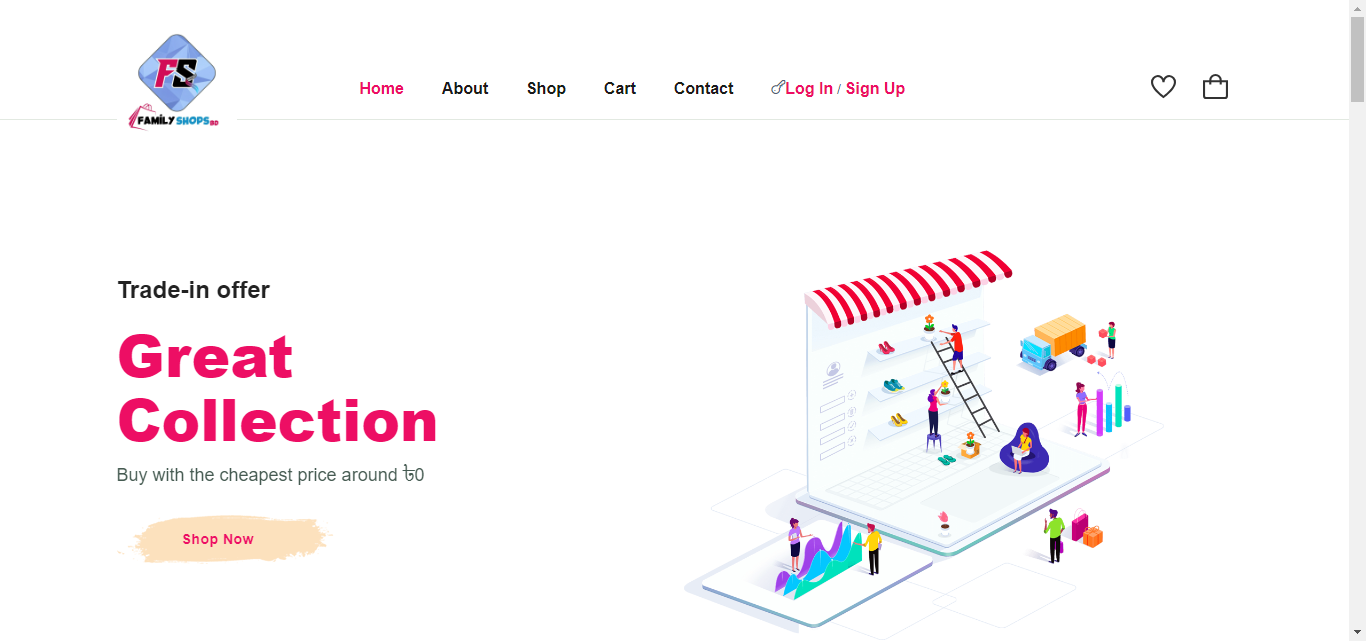 FS
FAMILY SHOPS BD
Home About Shop Cart Contact Log In / Sign Up
Trade-in offer
Great
Collection
Buy with the cheapest price around ৳0
Shop Now